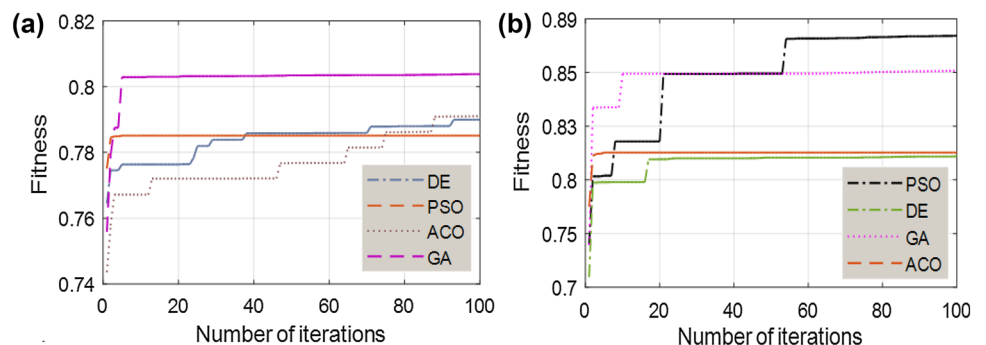 (a)
0.82
0.8
0.78
0.76
0.74
Fitness
0 20 40 60 80 100
Number of iterations
DE
PSO
ACO
GA
(b)
0.89
0.85
0.83
0.8
0.75
0.7
Fitness
0 20 40 60 80 100
Number of iterations
PSO
DE
GA
ACO